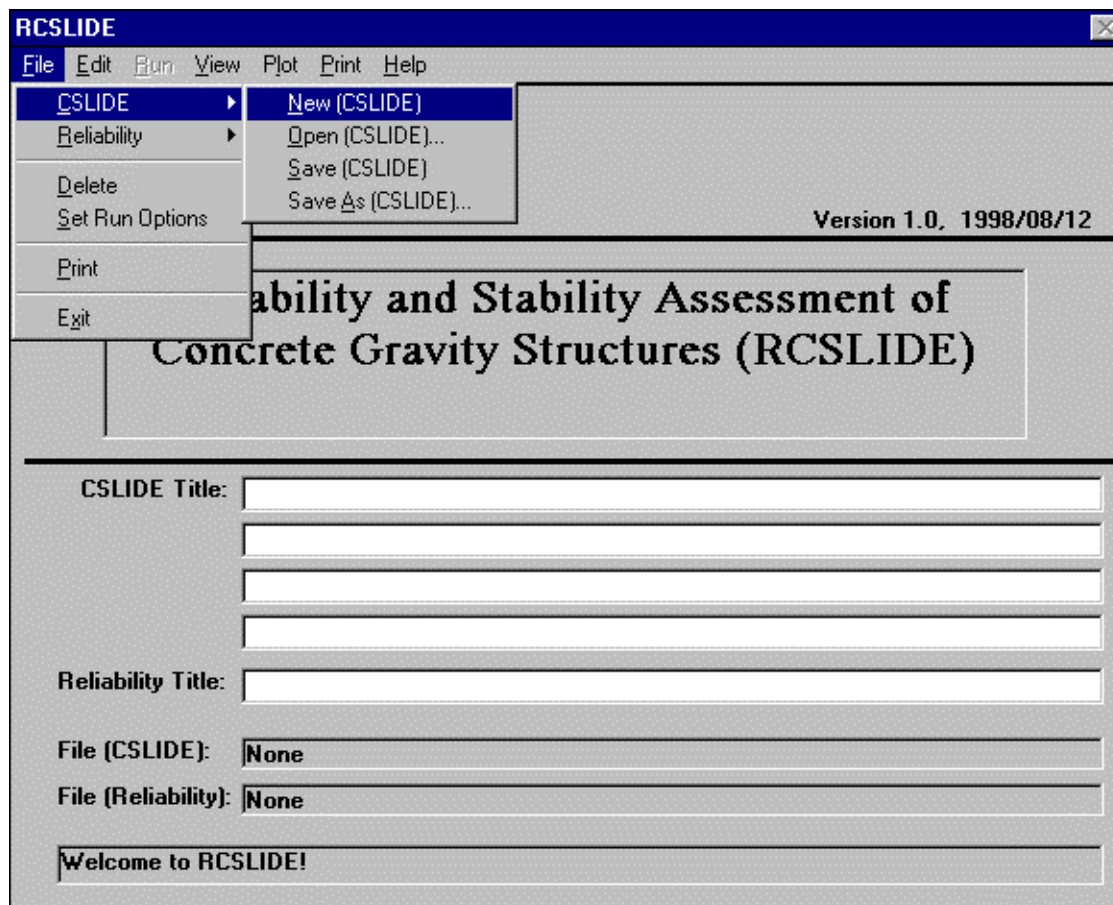 RCSLIDE
File Edit Run View Plot Print Help
CSLIDE
Reliability
Delete
Set Run Options
Print
Exit
New (CSLIDE)
Open (CSLIDE)...
Save (CSLIDE)
Save As (CSLIDE)...
Version 1.0, 1998/08/12
ability and Stability Assessment of
Concrete Gravity Structures (RCSLIDE)
CSLIDE Title:
Reliability Title:
File (CSLIDE): None
File (Reliability): None
Welcome to RCSLIDE!